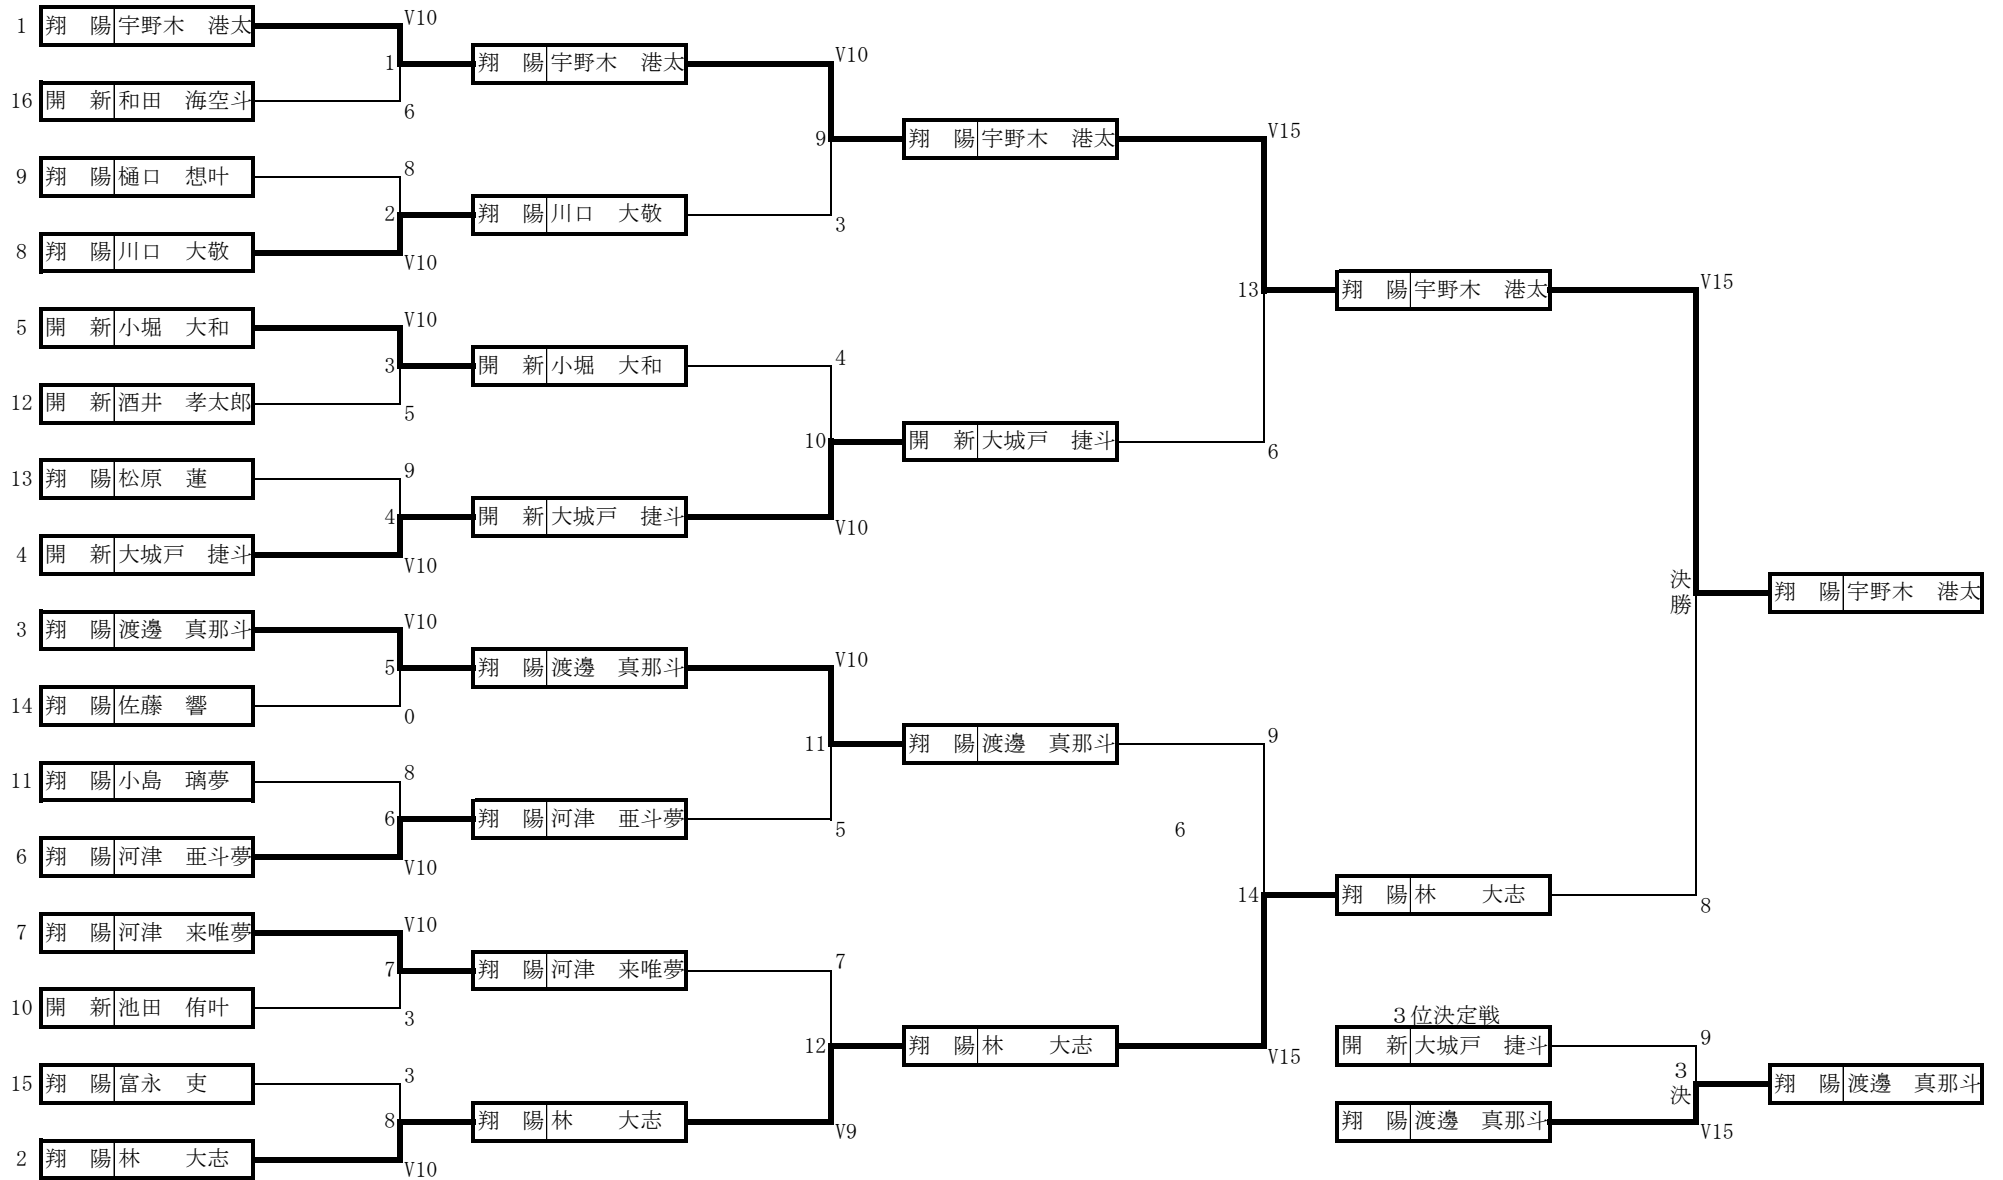 1 翔　陽 宇野木　港太 V10
1 翔　陽 宇野木　港太 V10
16 開　新 和田　海空斗 6
9 翔　陽 宇野木　港太 V15
9 翔　陽 樋口　想叶 8
2 翔　陽 川口　大敬 3
8 翔　陽 川口　大敬 V10
13 翔　陽 宇野木　港太 V15
5 開　新 小堀　大和 V10
3 開　新 小堀　大和 4
12 開　新 酒井　孝太郎 5
10 開　新 大城戸　捷斗 6
13 翔　陽 松原　蓮 9
4 開　新 大城戸　捷斗 V10
4 開　新 大城戸　捷斗 V10
決勝 翔　陽 宇野木　港太
3 翔　陽 渡邊　真那斗 V10
5 翔　陽 渡邊　真那斗 V10
14 翔　陽 佐藤　響 0
11 翔　陽 渡邊　真那斗 9
11 翔　陽 小島　璃夢 8
6 翔　陽 河津　亜斗夢 5
6
6 翔　陽 河津　亜斗夢 V10
14 翔　陽 林　　大志 8
7 翔　陽 河津　来唯夢 V10
7 翔　陽 河津　来唯夢 7
10 開　新 池田　侑叶 3
12 翔　陽 林　　大志 V15
15 翔　陽 富永　吏 3
8 翔　陽 林　　大志 V9
2 翔　陽 林　　大志 V10
３位決定戦
開　新 大城戸　捷斗 9
3決 翔　陽 渡邊　真那斗
翔　陽 渡邊　真那斗 V15